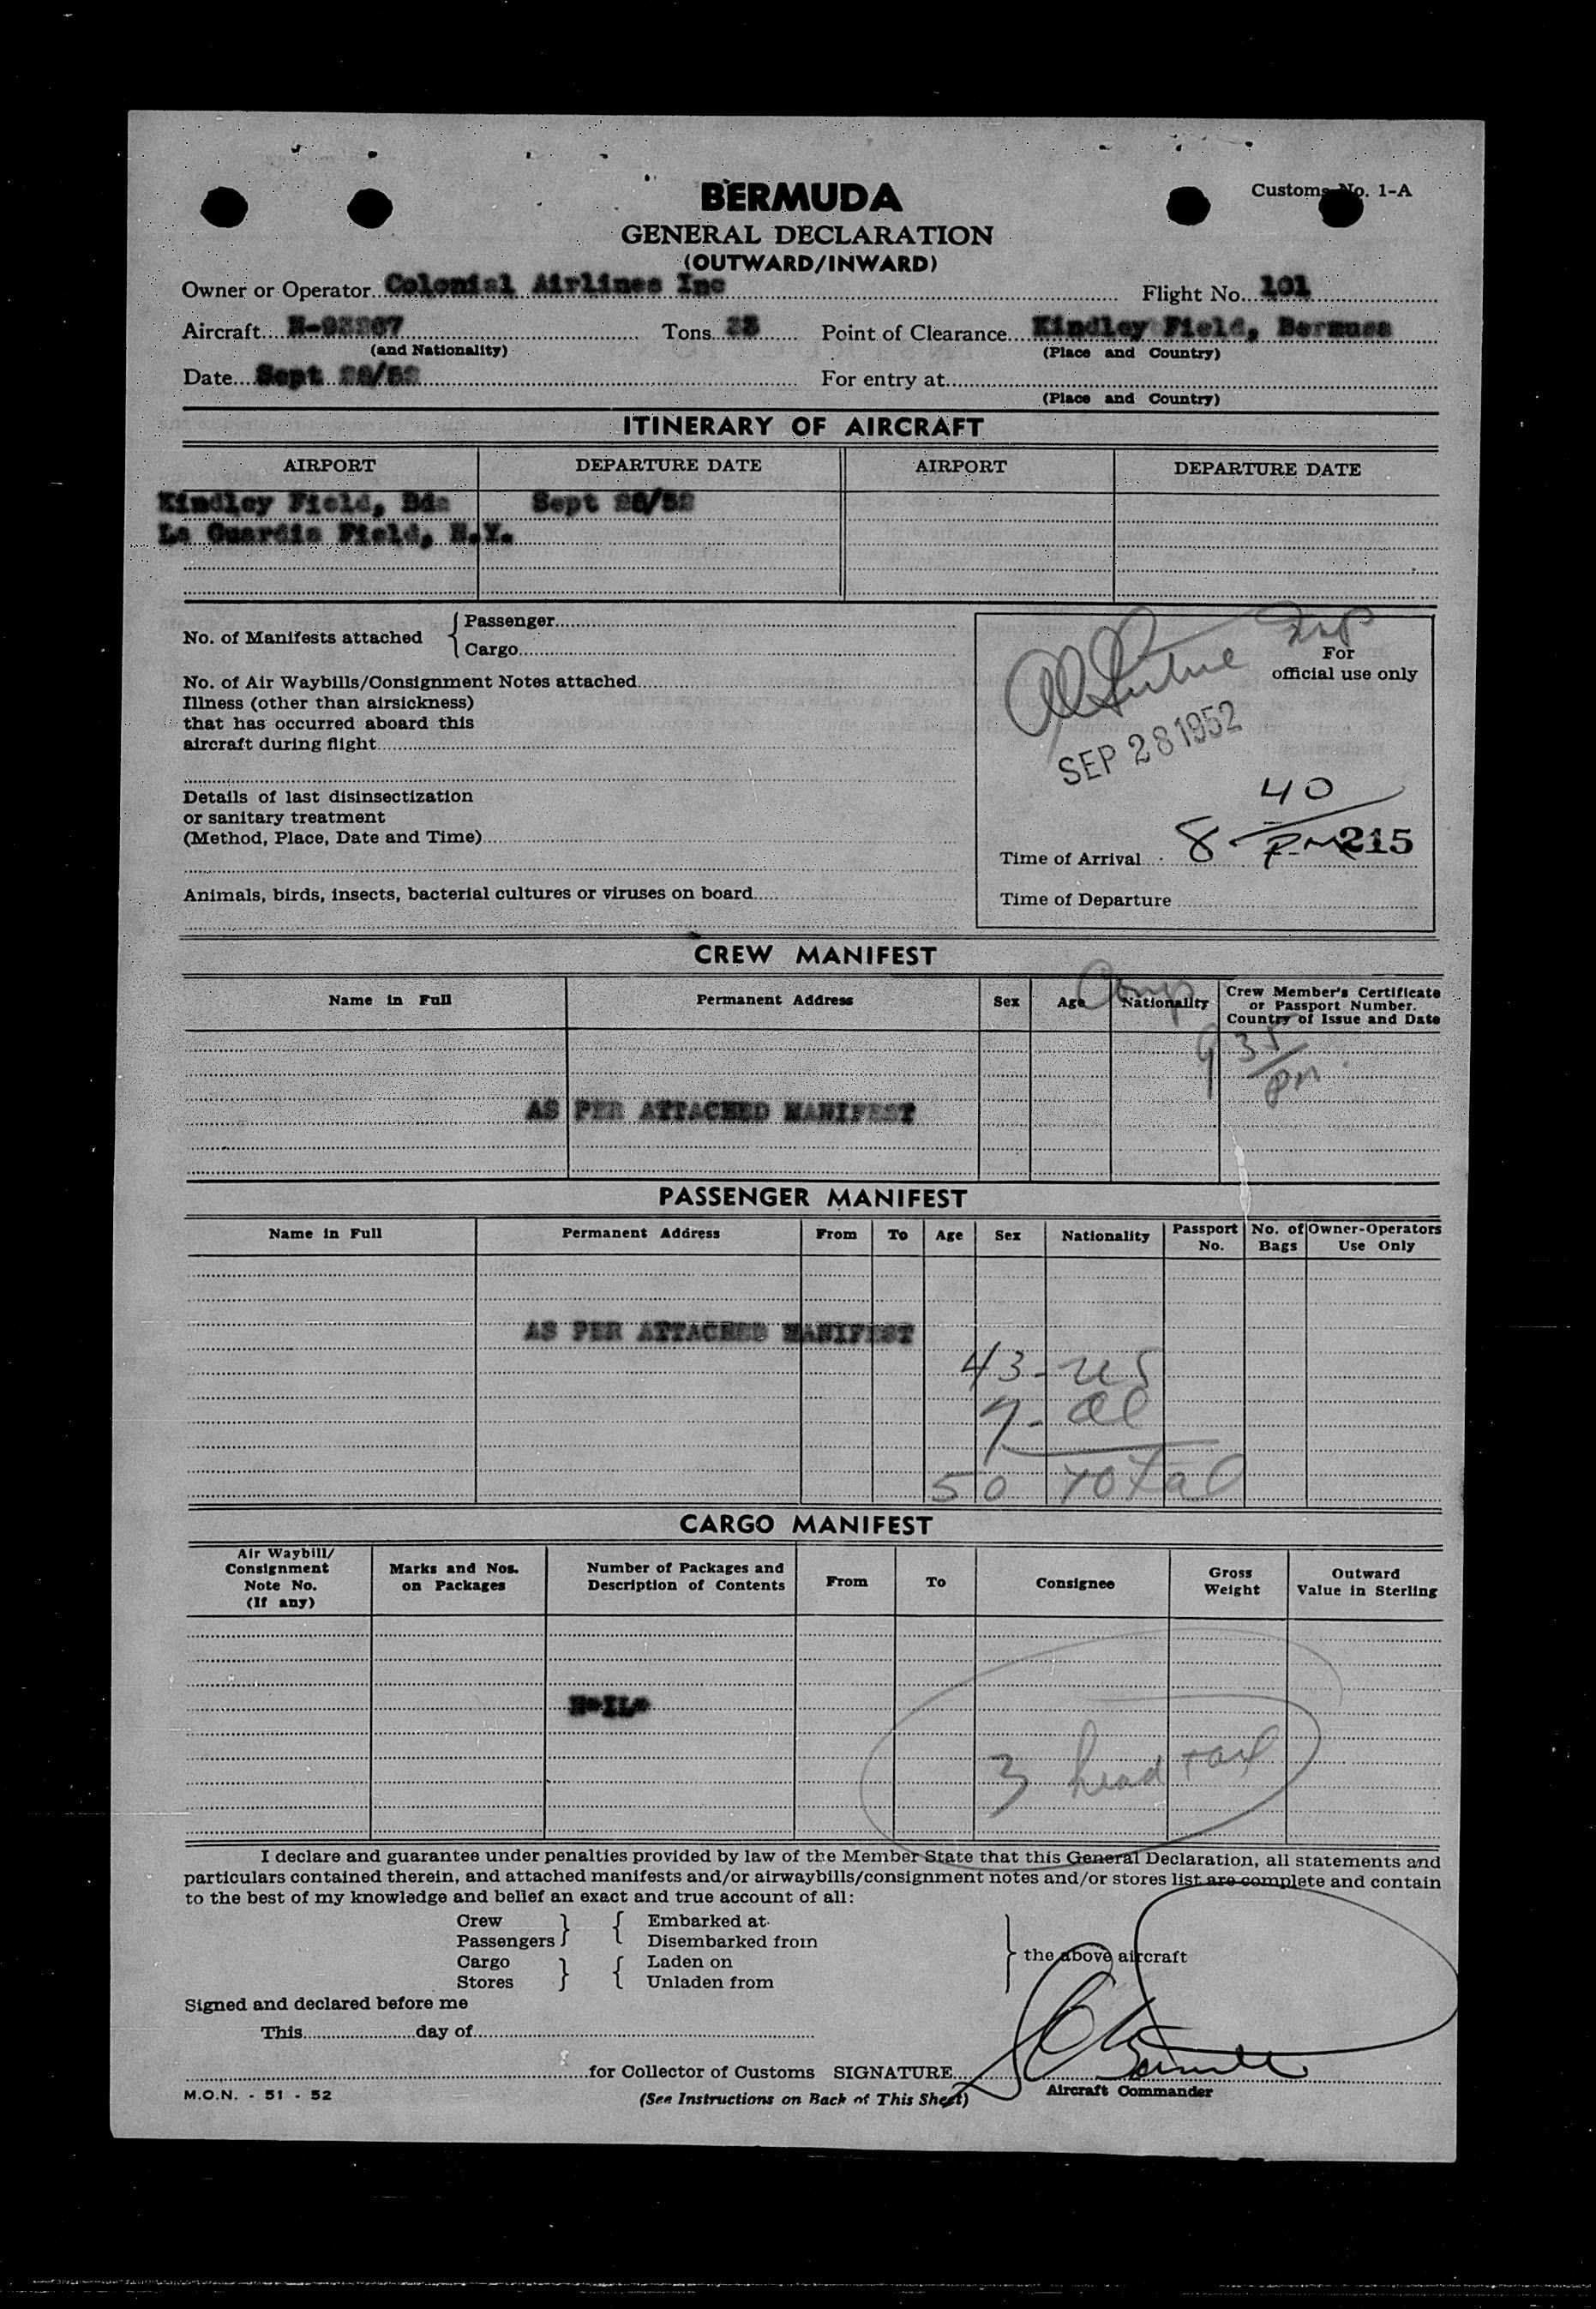 BERMUDA
Customs No. 1-A
GENERAL DECLARATION
(OUTWARD/INWARD)
Owner or Operator Colonial Airlines Inc Flight No. 101
Aircraft Tons Point of Clearance Kindley Field, Bermuda
(and Nationality) (Place and Country)
Date Sept 28/52 For entry at
(Place and Country)
ITINERARY OF AIRCRAFT
AIRPORT DEPARTURE DATE AIRPORT DEPARTURE DATE
Kindley Field, Bda Sept 28/52
La Guardia Field, N.Y.
No. of Manifests attached { Passenger
Cargo
For
official use only
No. of Air Waybills/Consignment Notes attached
Illness (other than airsickness)
that has occurred aboard this
aircraft during flight
SEP 28 1952
Details of last disinsectization
or sanitary treatment
(Method, Place, Date and Time)
Time of Arrival 8 40/PM 215
Animals, birds, insects, bacterial cultures or viruses on board
Time of Departure
CREW MANIFEST
Name in Full Permanent Address Sex Age Nationality Crew Member's Certificate or Passport Number. Country of Issue and Date
Comp
9 35/PM
AS PER ATTACHED MANIFEST
PASSENGER MANIFEST
Name in Full Permanent Address From To Age Sex Nationality Passport No. No. of Bags Owner-Operators Use Only
AS PER ATTACHED MANIFEST
43 - US
7 - al
50 Total
CARGO MANIFEST
Air Waybill/ Consignment Note No. (If any) Marks and Nos. on Packages Number of Packages and Description of Contents From To Consignee Gross Weight Outward Value in Sterling
3 head tax
I declare and guarantee under penalties provided by law of the Member State that this General Declaration, all statements and
particulars contained therein, and attached manifests and/or airwaybills/consignment notes and/or stores list are complete and contain
to the best of my knowledge and belief an exact and true account of all:
Crew } { Embarked at
Passengers } { Disembarked from
} the above aircraft
Cargo } { Laden on
Stores } { Unladen from
Signed and declared before me
This day of
for Collector of Customs SIGNATURE
M.O.N. - 51 - 52 (See Instructions on Back of This Sheet) Aircraft Commander